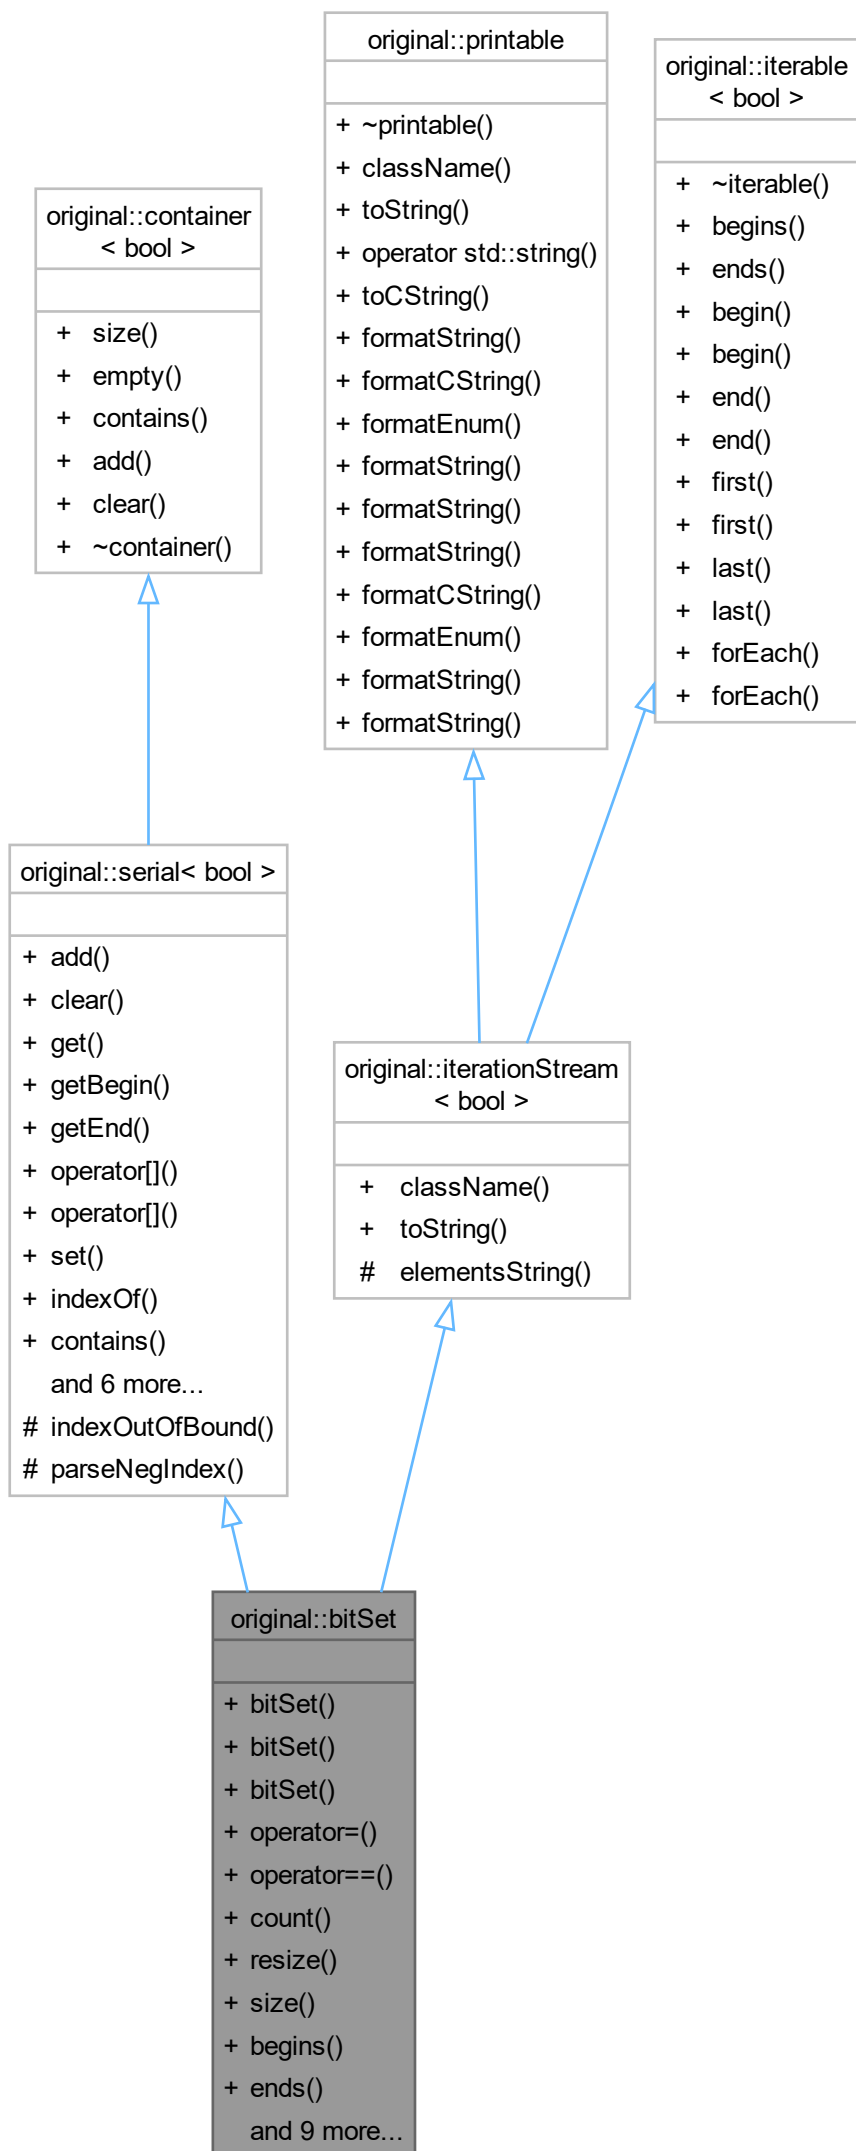 original::printable
+ ~printable()
+ className()
+ toString()
+ operator std::string()
+ toCString()
+ formatString()
+ formatCString()
+ formatEnum()
+ formatString()
+ formatString()
+ formatString()
+ formatCString()
+ formatEnum()
+ formatString()
+ formatString()
original::iterable
< bool >
+ ~iterable()
+ begins()
+ ends()
+ begin()
+ begin()
+ end()
+ end()
+ first()
+ first()
+ last()
+ last()
+ forEach()
+ forEach()
original::container
< bool >
+ size()
+ empty()
+ contains()
+ add()
+ clear()
+ ~container()
original::serial< bool >
+ add()
+ clear()
+ get()
+ getBegin()
+ getEnd()
+ operator[]()
+ operator[]()
+ set()
+ indexOf()
+ contains()
and 6 more...
# indexOutOfBound()
# parseNegIndex()
original::iterationStream
< bool >
+ className()
+ toString()
# elementsString()
original::bitSet
+ bitSet()
+ bitSet()
+ bitSet()
+ operator=()
+ operator==()
+ count()
+ resize()
+ size()
+ begins()
+ ends()
and 9 more...